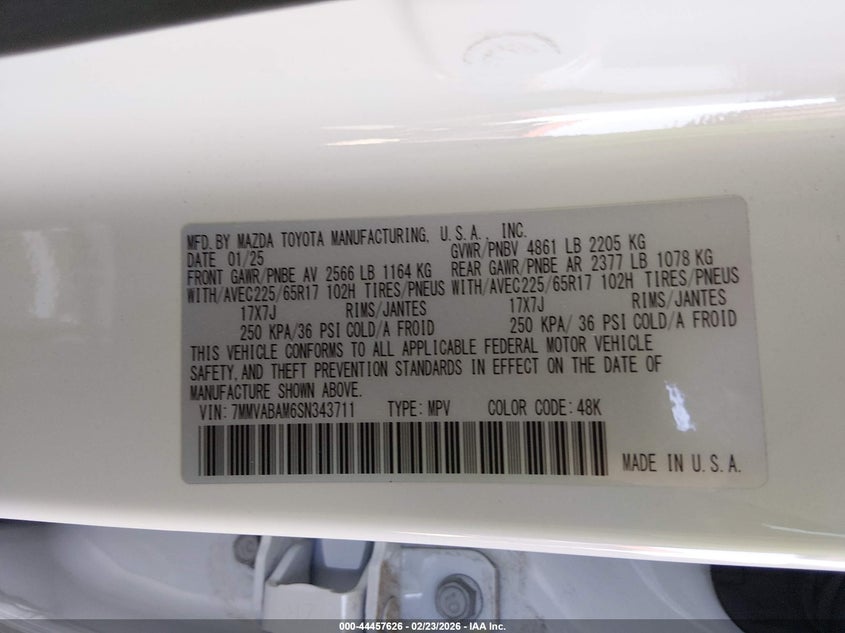 MFD. BY MAZDA TOYOTA MANUFACTURING, U.S.A., INC.
DATE 01/25 GVWR/PNBV 4861 LB 2205 KG
FRONT GAWR/PNBE AV 2566 LB 1164 KG REAR GAWR/PNBE AR 2377 LB 1078 KG
WITH/AVEC225/65R17 102H TIRES/PNEUS WITH/AVEC225/65R17 102H TIRES/PNEUS
17X7J RIMS/JANTES 17X7J RIMS/JANTES
250 KPA/36 PSI COLD/A FROID 250 KPA/ 36 PSI COLD/A FROID
THIS VEHICLE CONFORMS TO ALL APPLICABLE FEDERAL MOTOR VEHICLE
SAFETY, AND THEFT PREVENTION STANDARDS IN EFFECT ON THE DATE OF
MANUFACTURE SHOWN ABOVE.
VIN: 7MMVABAM6SN343711 TYPE: MPV COLOR CODE: 48K
MADE IN U.S.A.
000-44457626 - 02/23/2026 - IAA Inc.